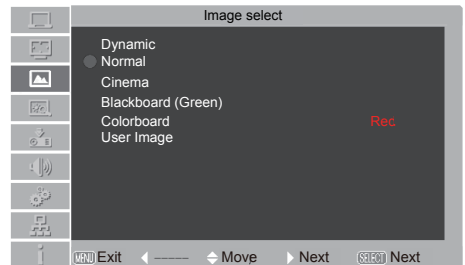 Image select
Dynamic
Normal
Cinema
Blackboard (Green)
Colorboard Rec.
User Image
MENU Exit ----- Move Next SELECT Next